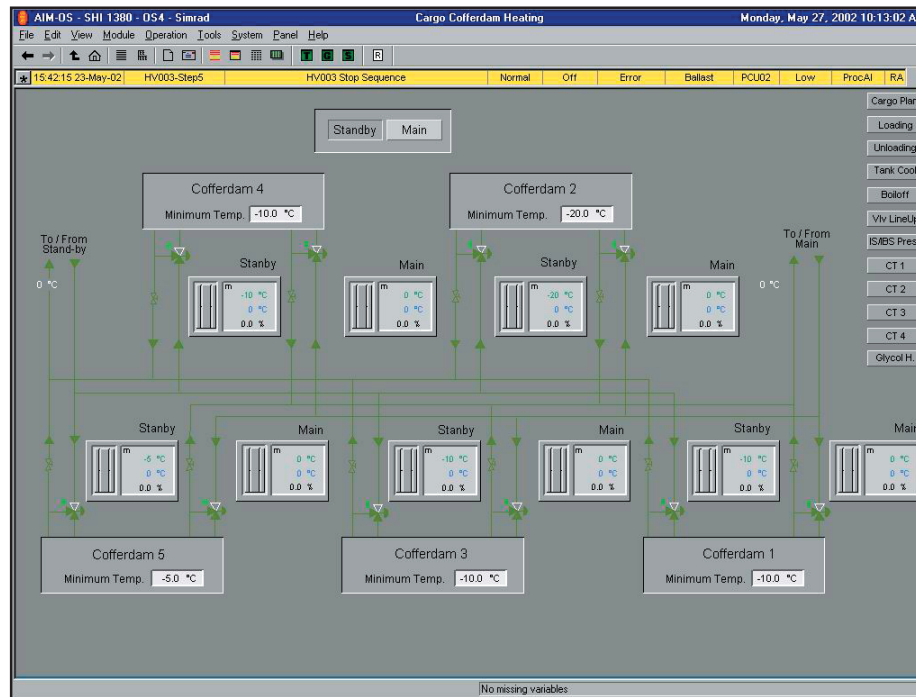 AIM-OS - SHI 1380 - OS4 - Simrad Cargo Cofferdam Heating Monday, May 27, 2002 10:13:02 A
File Edit View Module Operation Tools System Panel Help
T G S R
* 15:42:15 23-May-02 HV003-Step5 HV003 Stop Sequence Normal Off Error Ballast PCU02 Low ProcAl RA
Cargo Plan
Standby Main
Loading
Unloading
Tank Cool
Boiloff
Vlv LineUp
IS/IBS Pres
CT 1
CT 2
CT 3
CT 4
Glycol H.
Cofferdam 4
Minimum Temp. -10.0 °C
Cofferdam 2
Minimum Temp. -20.0 °C
To / From
Stand-by
0 °C
To / From
Main
0 °C
Stanby
m
-10 °C
0 °C
0.0 %
Main
m
0 °C
0 °C
0.0 %
Stanby
m
-20 °C
0 °C
0.0 %
Main
m
0 °C
0 °C
0.0 %
Stanby
m
-5 °C
0 °C
0.0 %
Main
m
0 °C
0 °C
0.0 %
Stanby
m
-10 °C
0 °C
0.0 %
Main
m
0 °C
0 °C
0.0 %
Stanby
m
-10 °C
0 °C
0.0 %
Main
m
0 °C
0 °C
0.0 %
Cofferdam 5
Minimum Temp. -5.0 °C
Cofferdam 3
Minimum Temp. -10.0 °C
Cofferdam 1
Minimum Temp. -10.0 °C
No missing variables